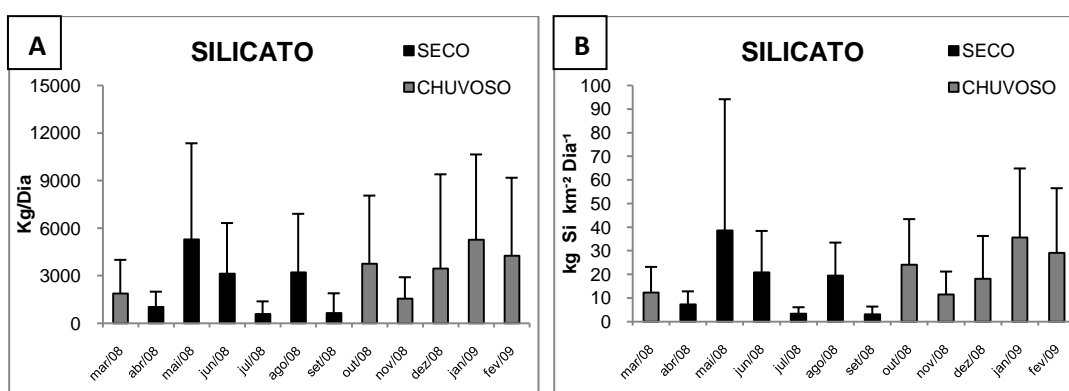 A
SILICATO
SECO
CHUVOSO
15000
12000
9000
6000
3000
0
Kg/Dia
mar/08
abr/08
mai/08
jun/08
jul/08
ago/08
set/08
out/08
nov/08
dez/08
jan/09
fev/09
B
SILICATO
SECO
CHUVOSO
100
90
80
70
60
50
40
30
20
10
0
kg Si km⁻² Dia⁻¹
mar/08
abr/08
mai/08
jun/08
jul/08
ago/08
set/08
out/08
nov/08
dez/08
jan/09
fev/09